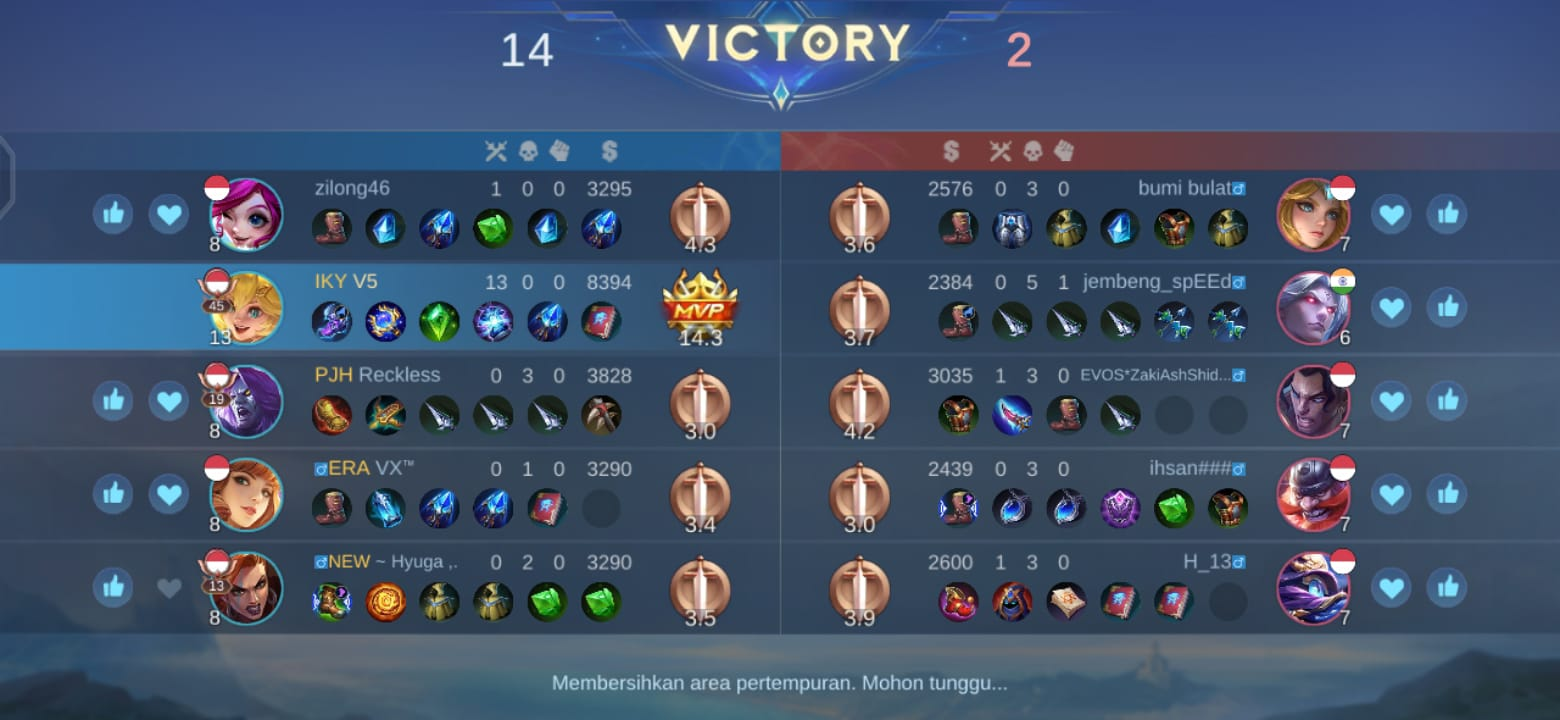 14 VICTORY 2
zilong46 1 0 0 3295
8 4.3
2576 0 3 0 bumi bulat
3.6 7
IKY V5 13 0 0 8394
45
13 MVP 14.3
2384 0 5 1 jembeng_spEEd
3.7 6
PJH Reckless 0 3 0 3828
19
8 3.0
3035 1 3 0 EVOS*ZakiAshShid...
4.2 7
ERA VX™ 0 1 0 3290
8 3.4
2439 0 3 0 ihsan###
3.0 7
NEW ~ Hyuga ,. 0 2 0 3290
13
8 3.5
2600 1 3 0 H_13
3.9 7
Membersihkan area pertempuran. Mohon tunggu...